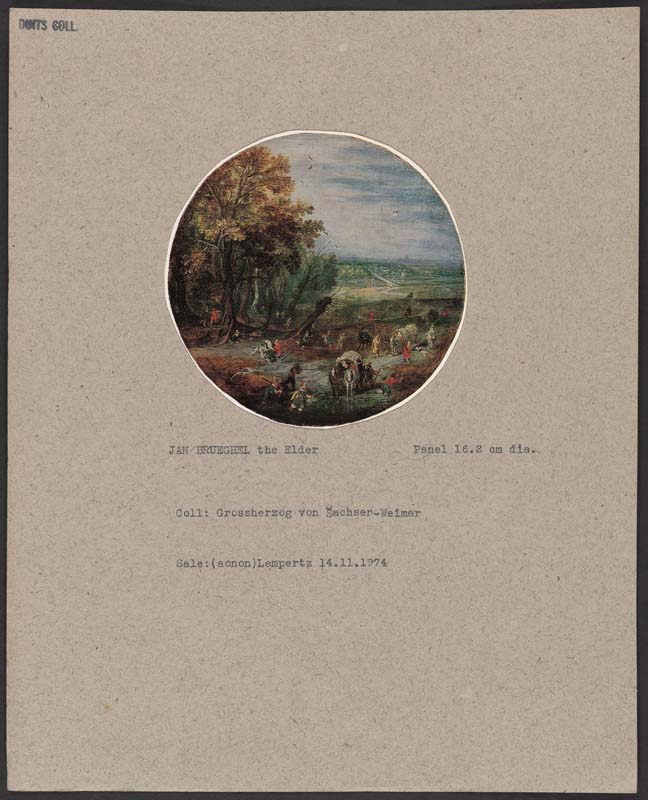 DUITS COLL.
JAN BRUEGHEL the Elder Panel 16.2 cm dia.
Coll: Grossherzog von Sachser-Weimar
Sale:(aonon)Lempertz 14.11.1974